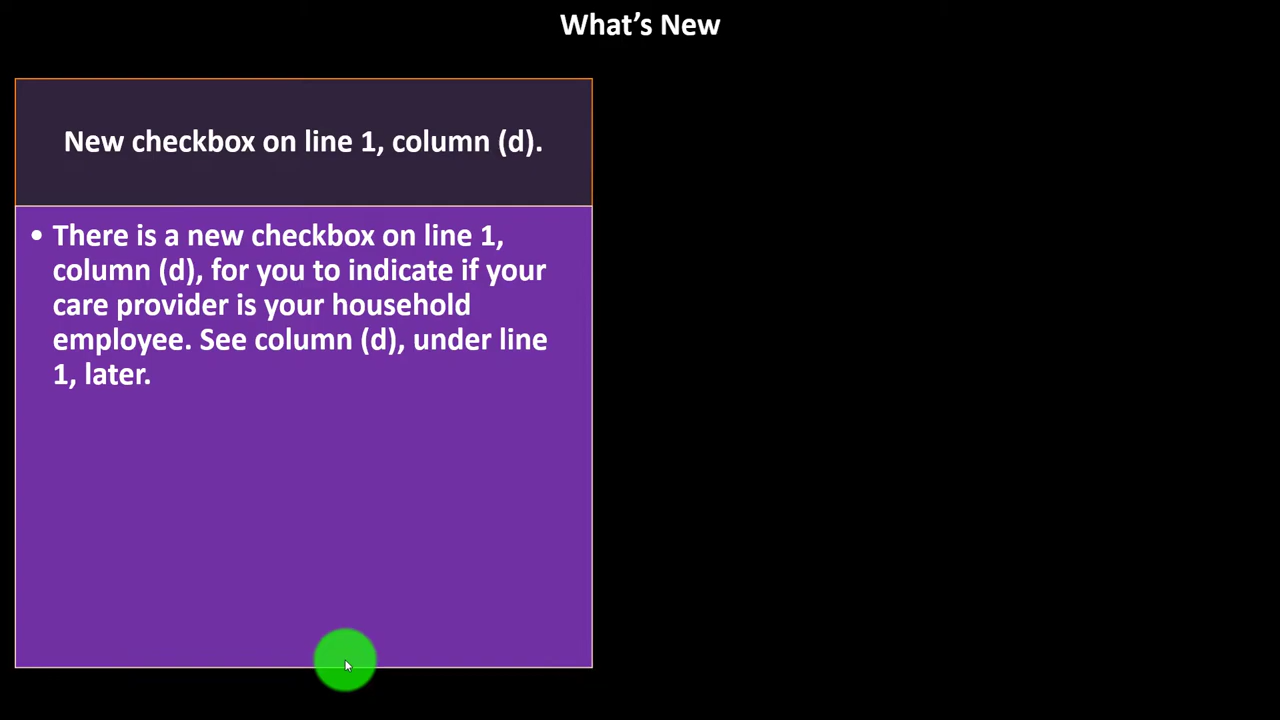 What’s New
New checkbox on line 1, column (d).
• There is a new checkbox on line 1,
column (d), for you to indicate if your
care provider is your household
employee. See column (d), under line
1, later.